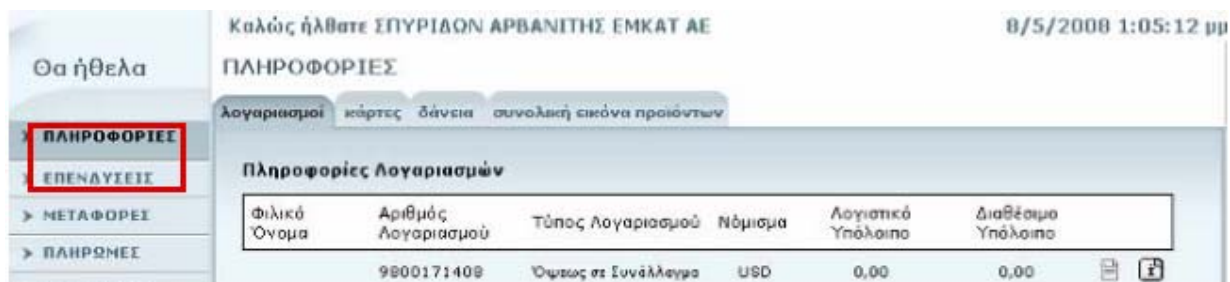 Καλώς ήλθατε ΣΠΥΡΙΔΩΝ ΑΡΒΑΝΙΤΗΣ ΕΜΚΑΤ ΑΕ 8/5/2008 1:05:12 μμ
Θα ήθελα
ΠΛΗΡΟΦΟΡΙΕΣ
λογαριασμοί κάρτες δάνεια συνολική εικόνα προϊόντων
> ΠΛΗΡΟΦΟΡΙΕΣ
> ΕΠΕΝΔΥΣΕΙΣ
> ΜΕΤΑΦΟΡΕΣ
> ΠΛΗΡΩΜΕΣ
Πληροφορίες Λογαριασμών
Φιλικό Όνομα Αριθμός Λογαριασμού Τύπος Λογαριασμού Νόμισμα Λογιστικό Υπόλοιπο Διαθέσιμο Υπόλοιπο
9800171408 Όψεως σε Συνάλλαγμα USD 0,00 0,00